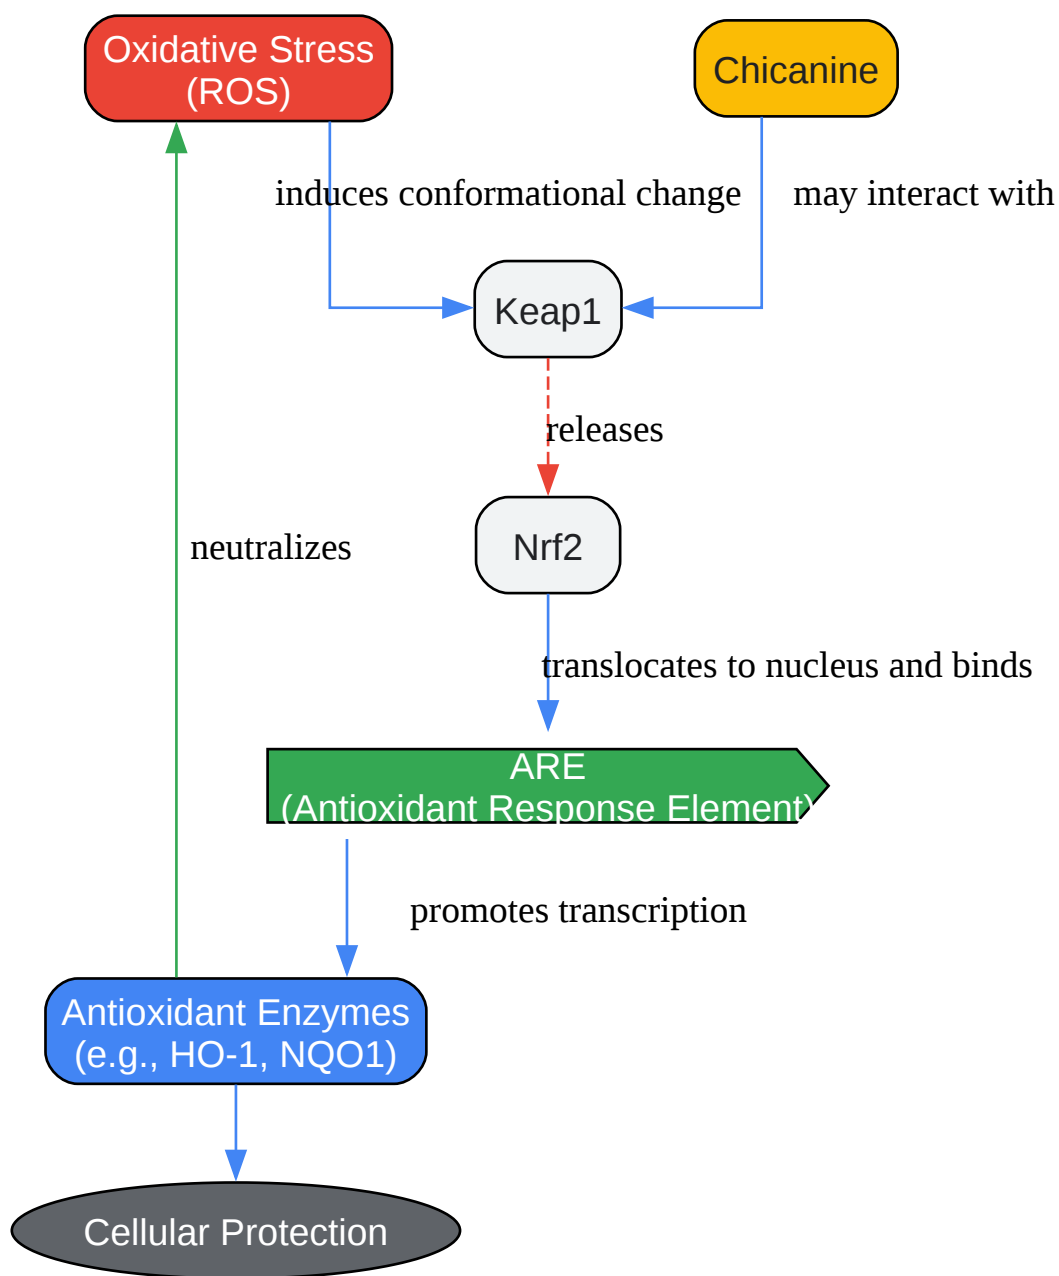 Oxidative Stress
(ROS)
Chicanine
induces conformational change
may interact with
Keap1
releases
Nrf2
neutralizes
translocates to nucleus and binds
ARE
(Antioxidant Response Element)
promotes transcription
Antioxidant Enzymes
(e.g., HO-1, NQO1)
Cellular Protection